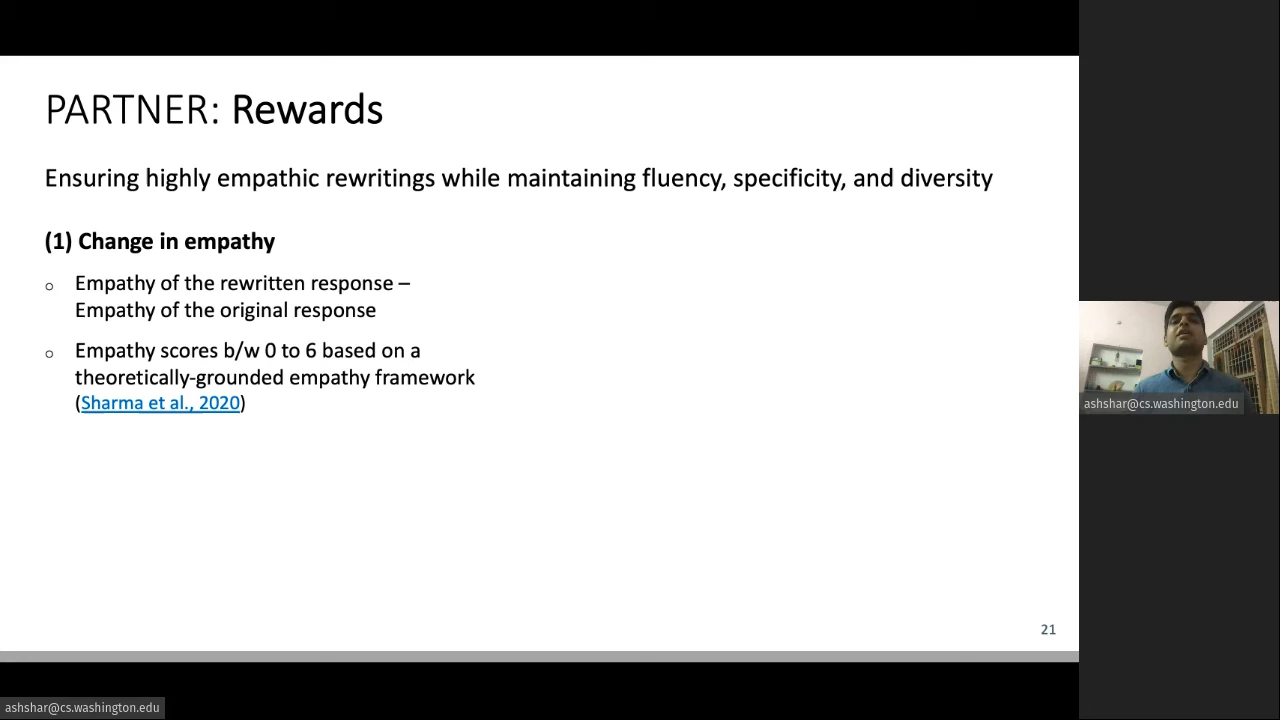 PARTNER: Rewards
Ensuring highly empathic rewritings while maintaining fluency, specificity, and diversity
(1) Change in empathy
Empathy of the rewritten response –
Empathy of the original response
Empathy scores b/w 0 to 6 based on a
theoretically-grounded empathy framework
(Sharma et al., 2020)
21
ashshar@cs.washington.edu
ashshar@cs.washington.edu